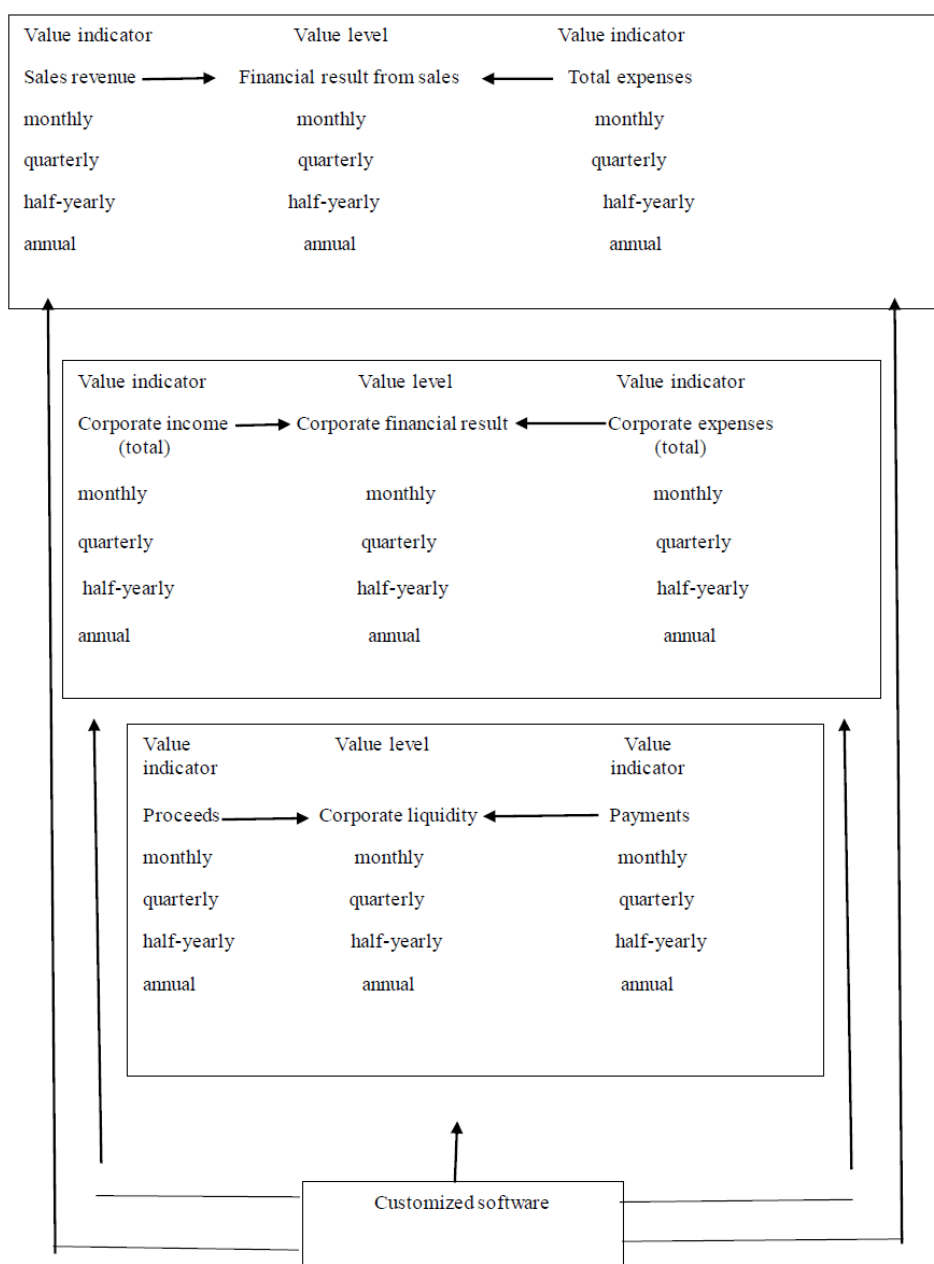 Value indicator Value level Value indicator
Sales revenue Financial result from sales Total expenses
monthly monthly monthly
quarterly quarterly quarterly
half-yearly half-yearly half-yearly
annual annual annual
Value indicator Value level Value indicator
Corporate income Corporate financial result Corporate expenses
(total) (total)
monthly monthly monthly
quarterly quarterly quarterly
half-yearly half-yearly half-yearly
annual annual annual
Value Value level Value
indicator indicator
Proceeds Corporate liquidity Payments
monthly monthly monthly
quarterly quarterly quarterly
half-yearly half-yearly half-yearly
annual annual annual
Customized software